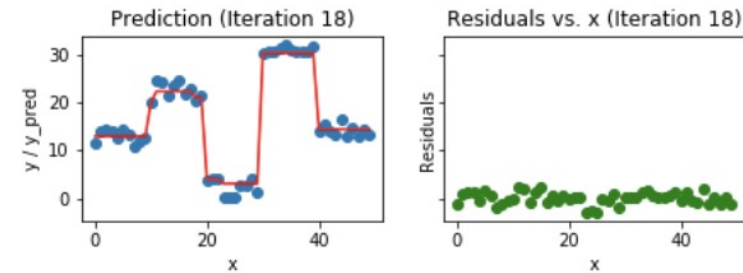 Prediction (Iteration 18)
y / y_pred
30
20
10
0
0
20
40
x
Residuals vs. x (Iteration 18)
Residuals
0
20
40
x